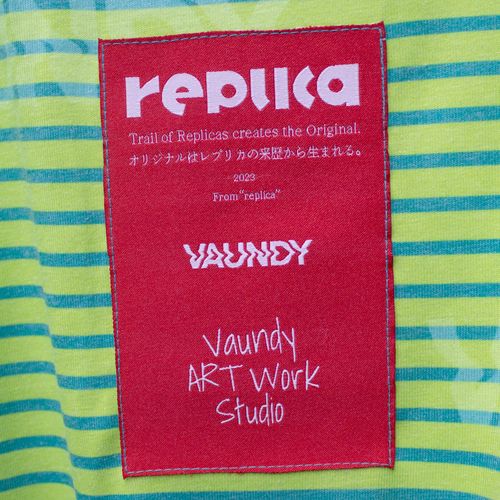 replica
Trail of Replicas creates the Original.
オリジナルはレプリカの来歴から生まれる。
2023
From "replica"
VAUNDY
Vaundy
ART Work
Studio